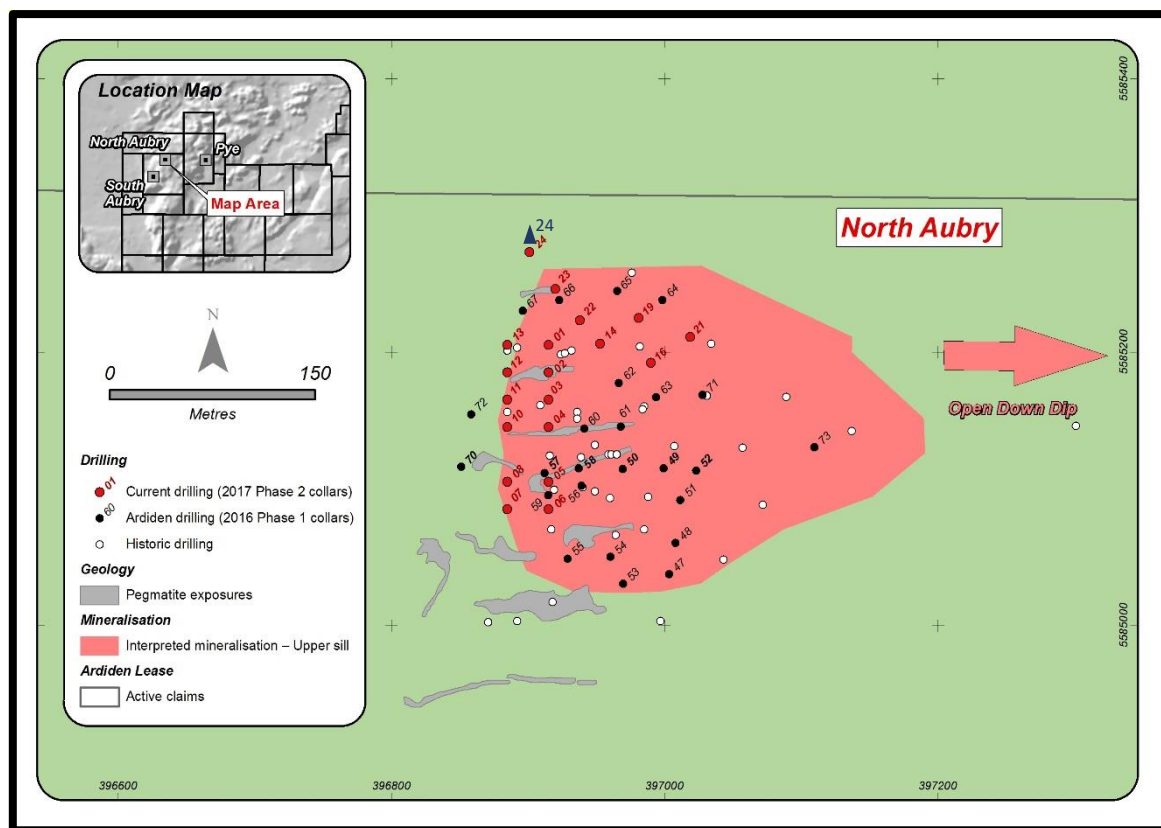 Location Map
North Aubry
Pye
South
Aubry
Map Area
N
0
150
Metres
Drilling
01
Current drilling (2017 Phase 2 collars)
60
Ardiden drilling (2016 Phase 1 collars)
Historic drilling
Geology
Pegmatite exposures
Mineralisation
Interpreted mineralisation – Upper sill
Ardiden Lease
Active claims
5585400
24
24
North Aubry
23
66
65
64
67
22
19
21
13
01
14
16
5585200
12
02
62
Open Down Dip
11
03
63
71
72
10
04
60
61
73
70
08
57
05
58
50
49
52
59
56
51
07
06
55
54
48
53
47
5585000
396600
396800
397000
397200